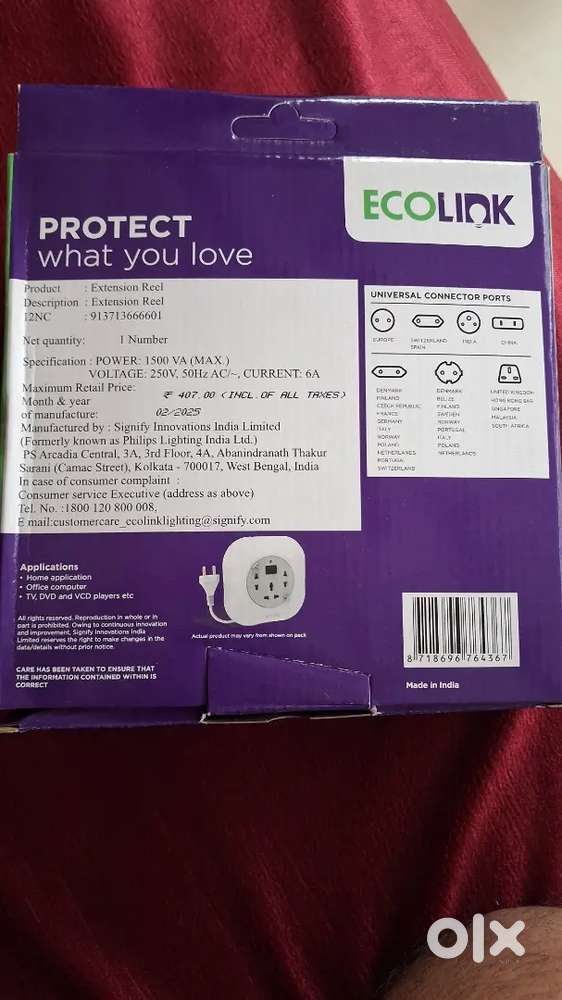 ECOLINK
PROTECT
what you love
Product : Extension Reel
Description : Extension Reel
12NC : 913713666601
Net quantity: 1 Number
Specification : POWER: 1500 VA (MAX.)
VOLTAGE: 250V, 50Hz AC/~, CURRENT: 6A
Maximum Retail Price: ₹ 407.00 (INCL.OF ALL TAXES)
Month & year
of manufacture: 02/2025
Manufactured by : Signify Innovations India Limited
(Formerly known as Philips Lighting India Ltd.)
PS Arcadia Central, 3A, 3rd Floor, 4A, Abanindranath Thakur
Sarani (Camac Street), Kolkata - 700017, West Bengal, India
In case of consumer complaint :
Consumer service Executive (address as above)
Tel. No. :1800 120 800 008,
E mail:customercare_ecolinklighting@signify.com
UNIVERSAL CONNECTOR PORTS
EUROPE
SWITZERLAND
SPAIN
INDIA
CHINA
DENMARK
FINLAND
CZECH REPUBLIC
FRANCE
GERMANY
ITALY
NORWAY
POLAND
NETHERLANDS
PORTUGAL
SWITZERLAND
DENMARK
BELIZE
FINLAND
SWEDEN
NORWAY
PORTUGAL
ITALY
POLAND
NETHERLANDS
UNITED KINGDOM
HONG KONG SAR
SINGAPORE
MALAYSIA
SOUTH AFRICA
Applications
• Home application
• Office computer
• TV, DVD and VCD players etc
All rights reserved. Reproduction in whole or in
part is prohibited. Owing to continuous innovation
and improvement, Signify Innovations India
Limited reserves the right to make changes in the
data/details without prior notice.
CARE HAS BEEN TAKEN TO ENSURE THAT
THE INFORMATION CONTAINED WITHIN IS
CORRECT
Actual product may vary from shown on pack
8 718696 764367
Made in India
olx